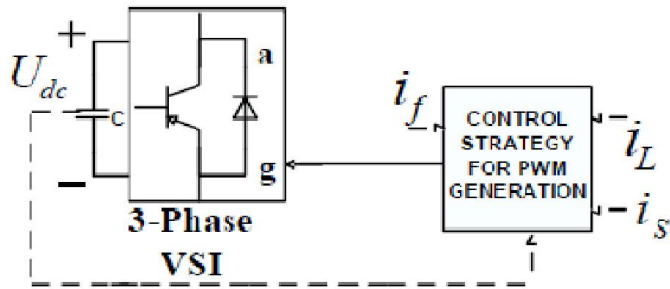 +
U_dc
C
−
a
g
3-Phase
VSI
i_f
CONTROL
STRATEGY
FOR PWM
GENERATION
i_L
i_s